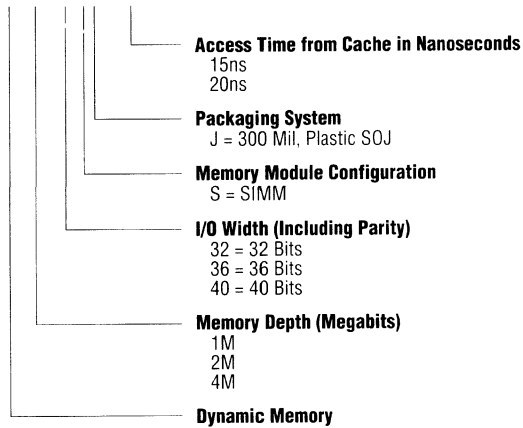 Access Time from Cache in Nanoseconds
15ns
20ns
Packaging System
J = 300 Mil, Plastic SOJ
Memory Module Configuration
S = SIMM
I/O Width (Including Parity)
32 = 32 Bits
36 = 36 Bits
40 = 40 Bits
Memory Depth (Megabits)
1M
2M
4M
Dynamic Memory